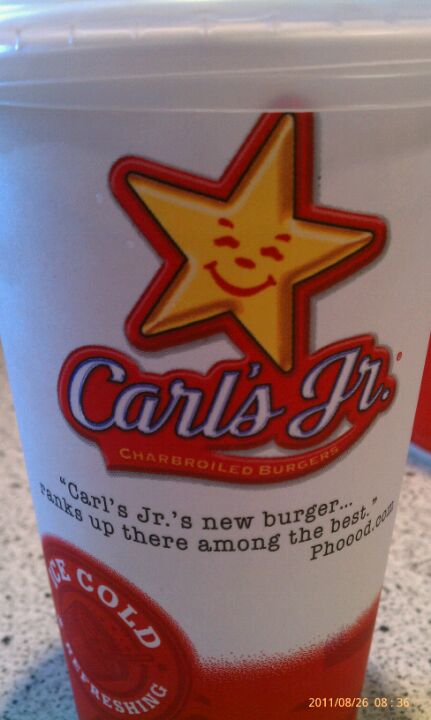 Carl's Jr.
CHARBROILED BURGERS
"Carl's Jr.'s new burger...
ranks up there among the best."
Phoood.com
ICE COLD
REFRESHING
2011/08/26 08:36